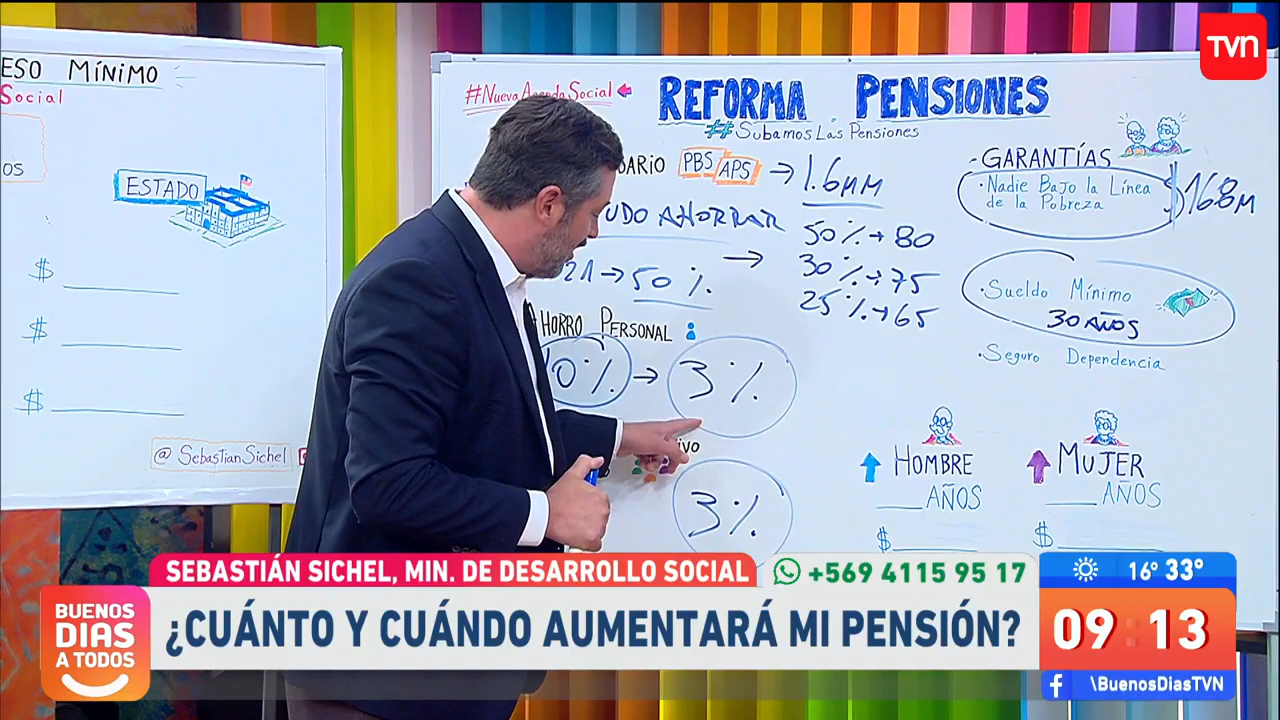 TVN
ESO MÍNIMO
Social
OS
ESTADO
$
$
$
@SebastianSichel
#NuevaAgendaSocial
REFORMA PENSIONES
#SubamosLasPensiones
DARIO PBS APS → 1.6MM
UDO AHORRAR
50% → 80
21 → 50% →
30% → 75
25% → 65
AHORRO PERSONAL
10% → 3%
IVO
3%
- GARANTÍAS
· Nadie Bajo la Línea de la Pobreza
$168M
· Sueldo Mínimo
30 AÑOS
· Seguro Dependencia
HOMBRE
AÑOS
$
MUJER
AÑOS
$
SEBASTIÁN SICHEL, MIN. DE DESARROLLO SOCIAL
+569 4115 95 17
16° 33°
BUENOS DIAS A TODOS
¿CUÁNTO Y CUÁNDO AUMENTARÁ MI PENSIÓN?
09:13
f \BuenosDiasTVN